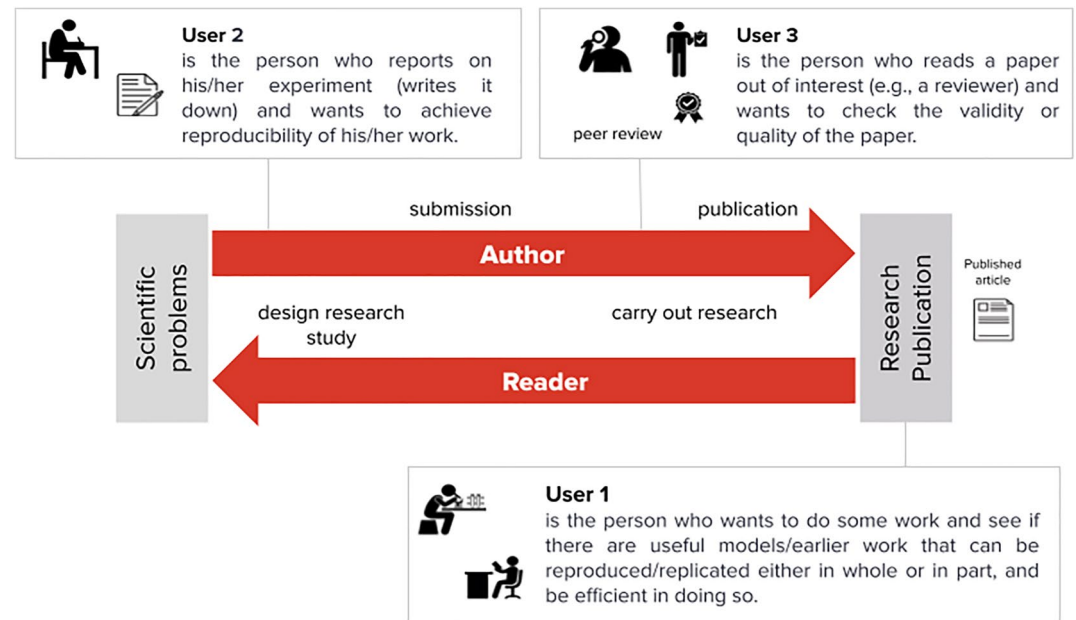 User 2
is the person who reports on
his/her experiment (writes it
down) and wants to achieve
reproducibility of his/her work.
User 3
is the person who reads a paper
out of interest (e.g., a reviewer) and
wants to check the validity or
quality of the paper.
peer review
submission
publication
Author
Scientific
problems
Research
Publication
Published
article
design research
study
carry out research
Reader
User 1
is the person who wants to do some work and see if
there are useful models/earlier work that can be
reproduced/replicated either in whole or in part, and
be efficient in doing so.